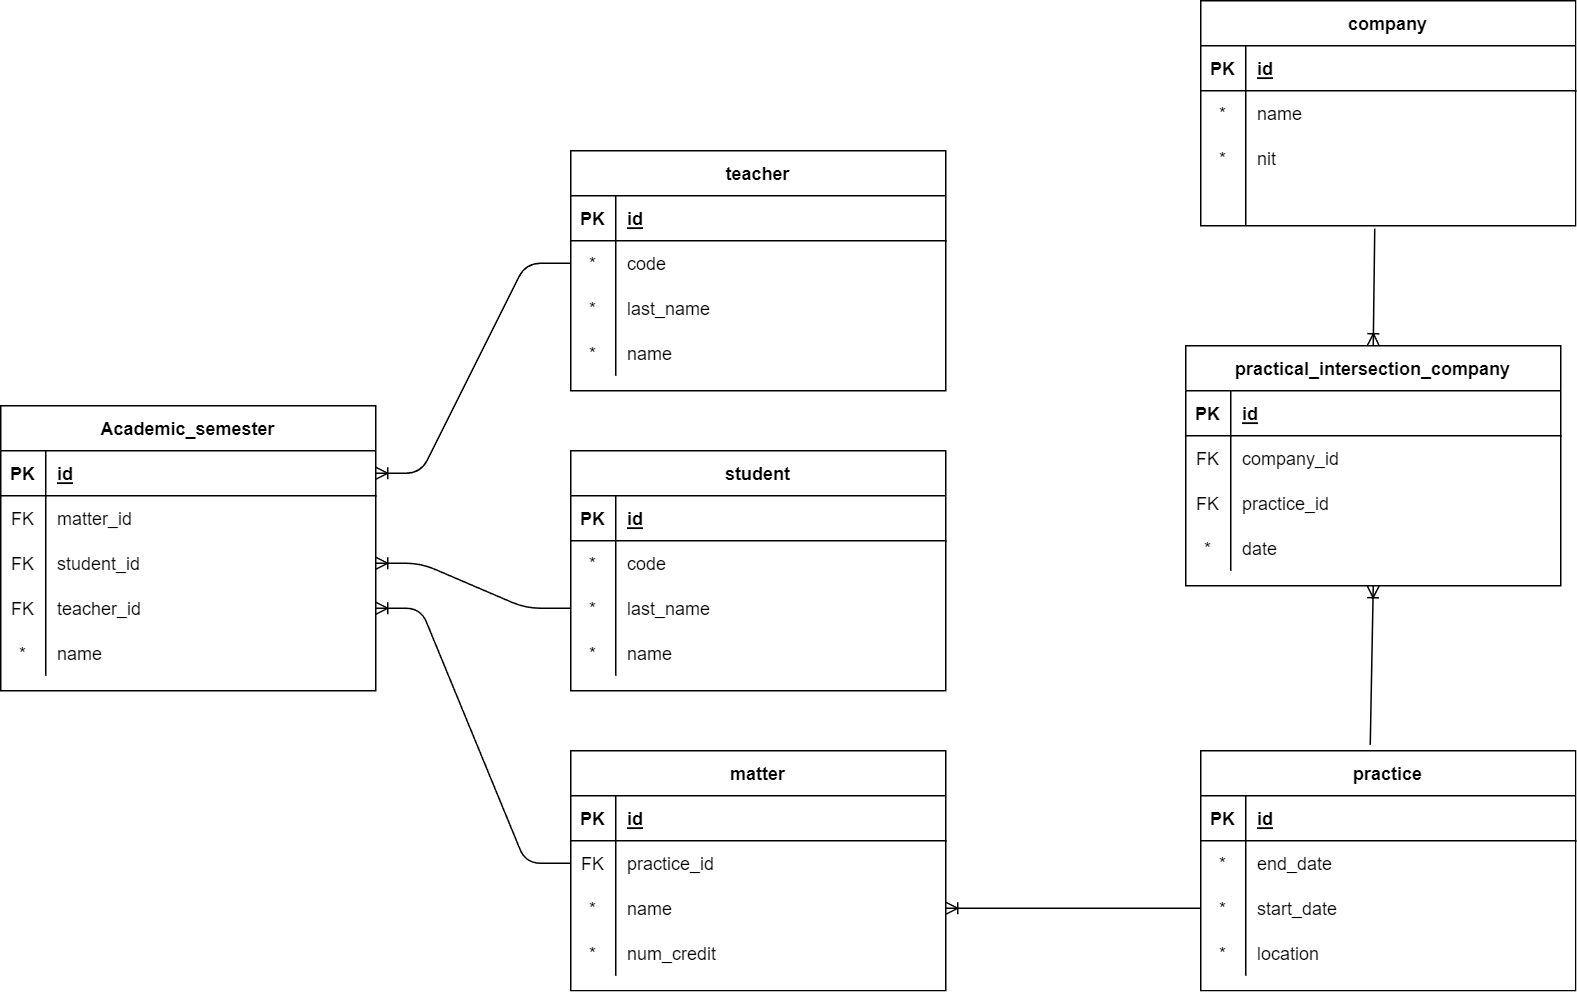 company
PK id
* name
* nit
teacher
PK id
* code
* last_name
* name
Academic_semester
PK id
FK matter_id
FK student_id
FK teacher_id
* name
student
PK id
* code
* last_name
* name
practical_intersection_company
PK id
FK company_id
FK practice_id
* date
matter
PK id
FK practice_id
* name
* num_credit
practice
PK id
* end_date
* start_date
* location